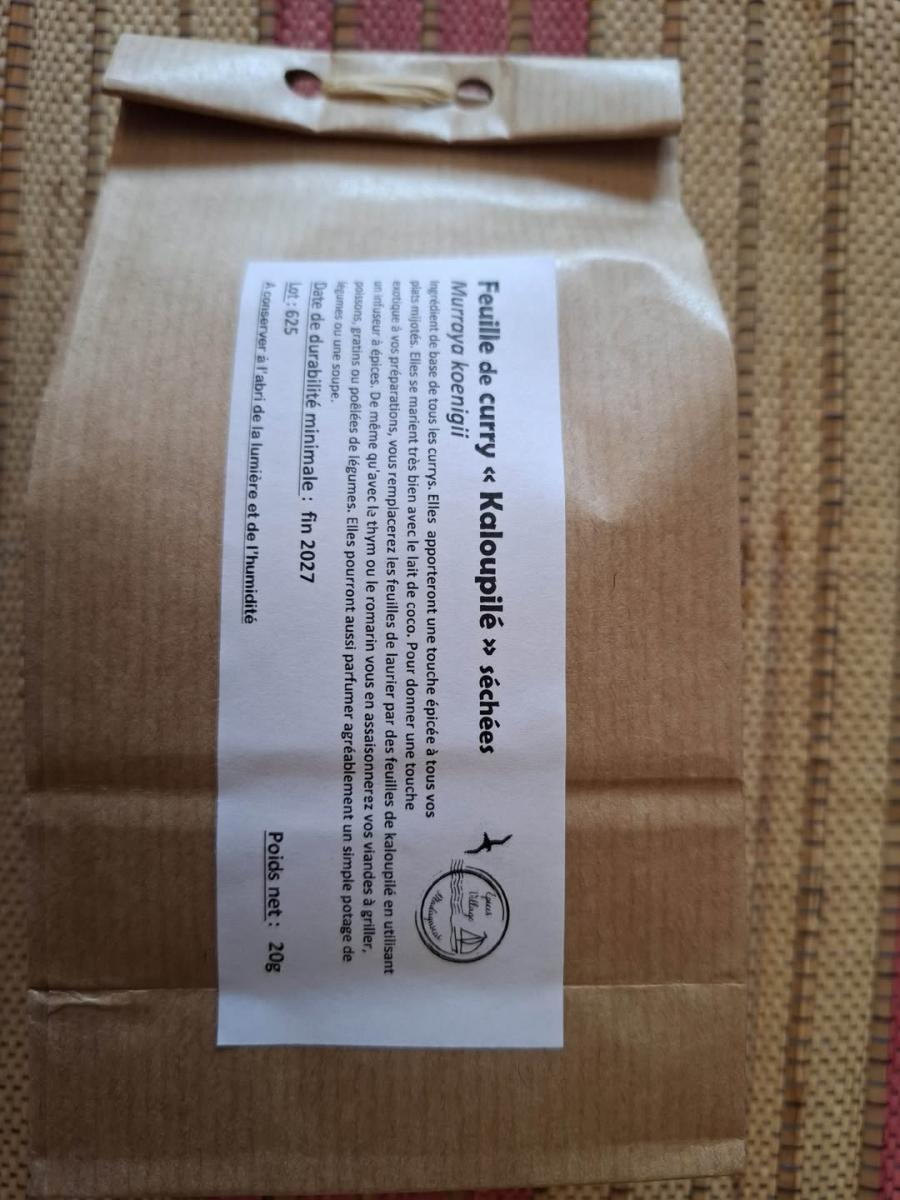 Feuille de curry « Kaloupilé » séchées
Murraya koenigii
Ingrédient de base de tous les currys. Elles apporteront une touche épicée à tous vos
plats mijotés. Elles se marient très bien avec le lait de coco. Pour donner une touche
exotique à vos préparations, vous remplacerez les feuilles de laurier par des feuilles de kaloupilé en utilisant
un infuseur à épices. De même qu'avec le thym ou le romarin vous en assaisonnerez vos viandes à griller,
poissons, gratins ou poêlées de légumes. Elles pourront aussi parfumer agréablement un simple potage de
légumes ou une soupe.
Date de durabilité minimale : fin 2027
Lot : 625
Poids net : 20g
A conserver à l'abri de la lumière et de l'humidité
Epices
Village
Madagascar